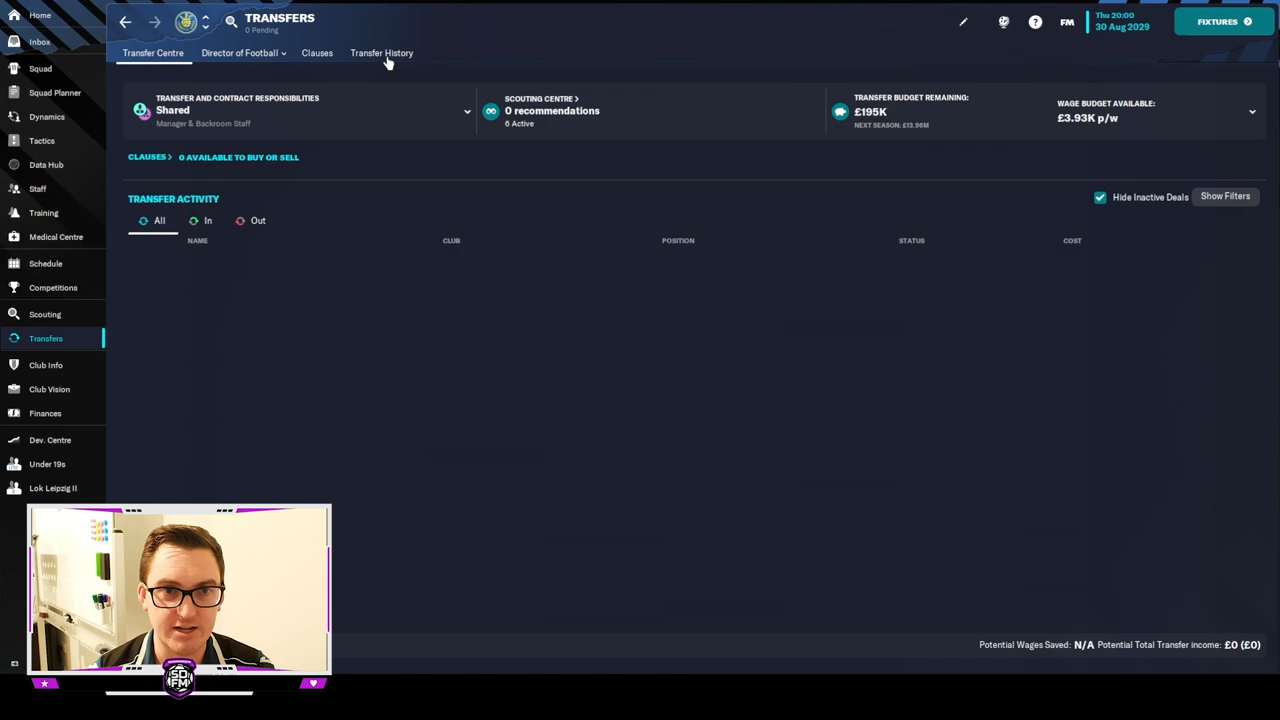 Home
Inbox
Squad
Squad Planner
Dynamics
Tactics
Data Hub
Staff
Training
Medical Centre
Schedule
Competitions
Scouting
Transfers
Club Info
Club Vision
Finances
Dev. Centre
Under 19s
Lok Leipzig II
TRANSFERS
0 Pending
FM
Thu 20:00
30 Aug 2029
FIXTURES
Transfer Centre
Director of Football
Clauses
Transfer History
TRANSFER AND CONTRACT RESPONSIBILITIES
Shared
Manager & Backroom Staff
SCOUTING CENTRE >
0 recommendations
6 Active
TRANSFER BUDGET REMAINING:
£195K
NEXT SEASON: £13.96M
WAGE BUDGET AVAILABLE:
£3.93K p/w
CLAUSES > 0 AVAILABLE TO BUY OR SELL
TRANSFER ACTIVITY
Hide Inactive Deals
Show Filters
All In Out
NAME CLUB POSITION STATUS COST
Potential Wages Saved: N/A Potential Total Transfer income: £0 (£0)
SDFM